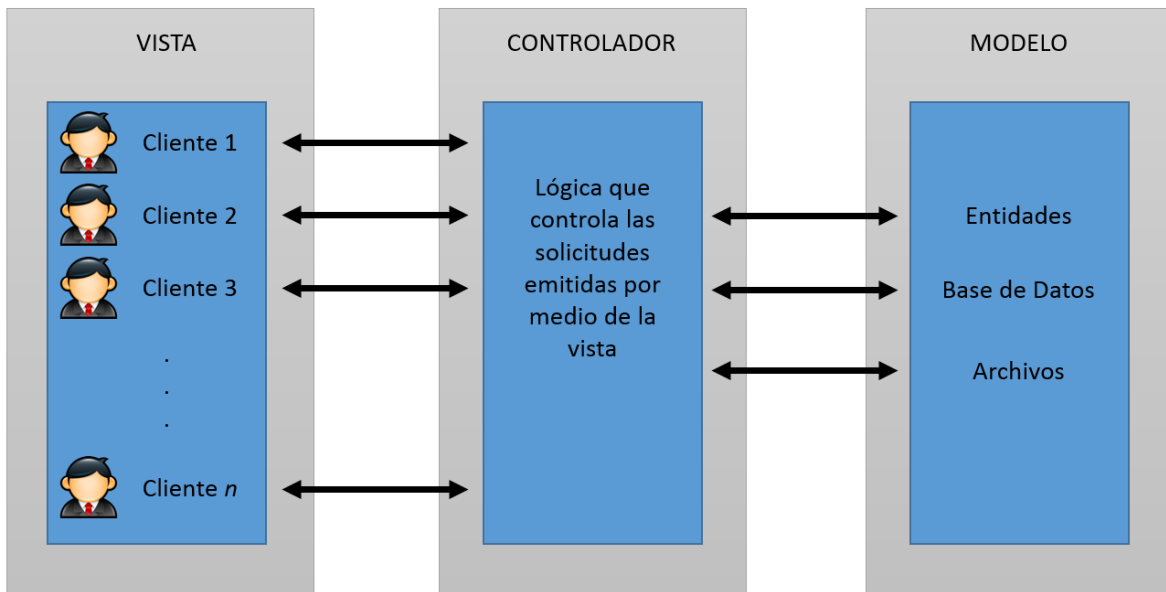 VISTA
Cliente 1
Cliente 2
Cliente 3
.
.
.
Cliente n
CONTROLADOR
Lógica que
controla las
solicitudes
emitidas por
medio de la
vista
MODELO
Entidades
Base de Datos
Archivos